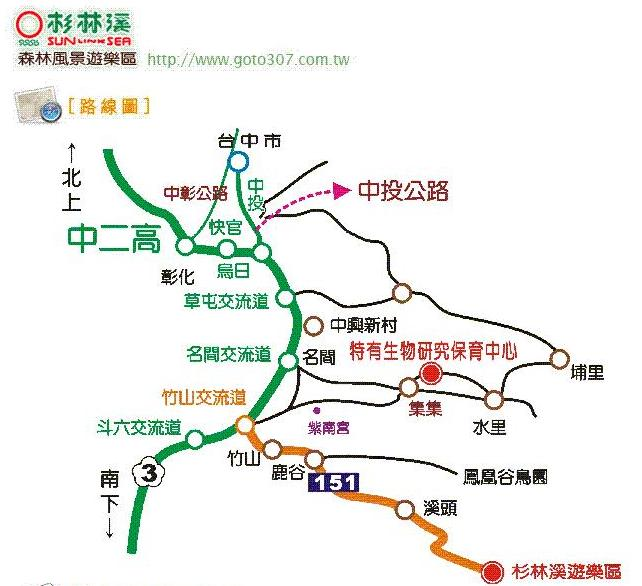 杉林溪
SUN LINK SEA
森林風景遊樂區 http://www.goto307.com.tw
[ 路線圖 ]
台中市
←北上
中彰公路
中投
中投公路
快官
中二高
烏日
彰化
草屯交流道
中興新村
名間交流道
名間
特有生物研究保育中心
埔里
竹山交流道
集集
紫南宮
水里
斗六交流道
竹山
3
鹿谷
鳳凰谷鳥園
南下→
151
溪頭
杉林溪遊樂區